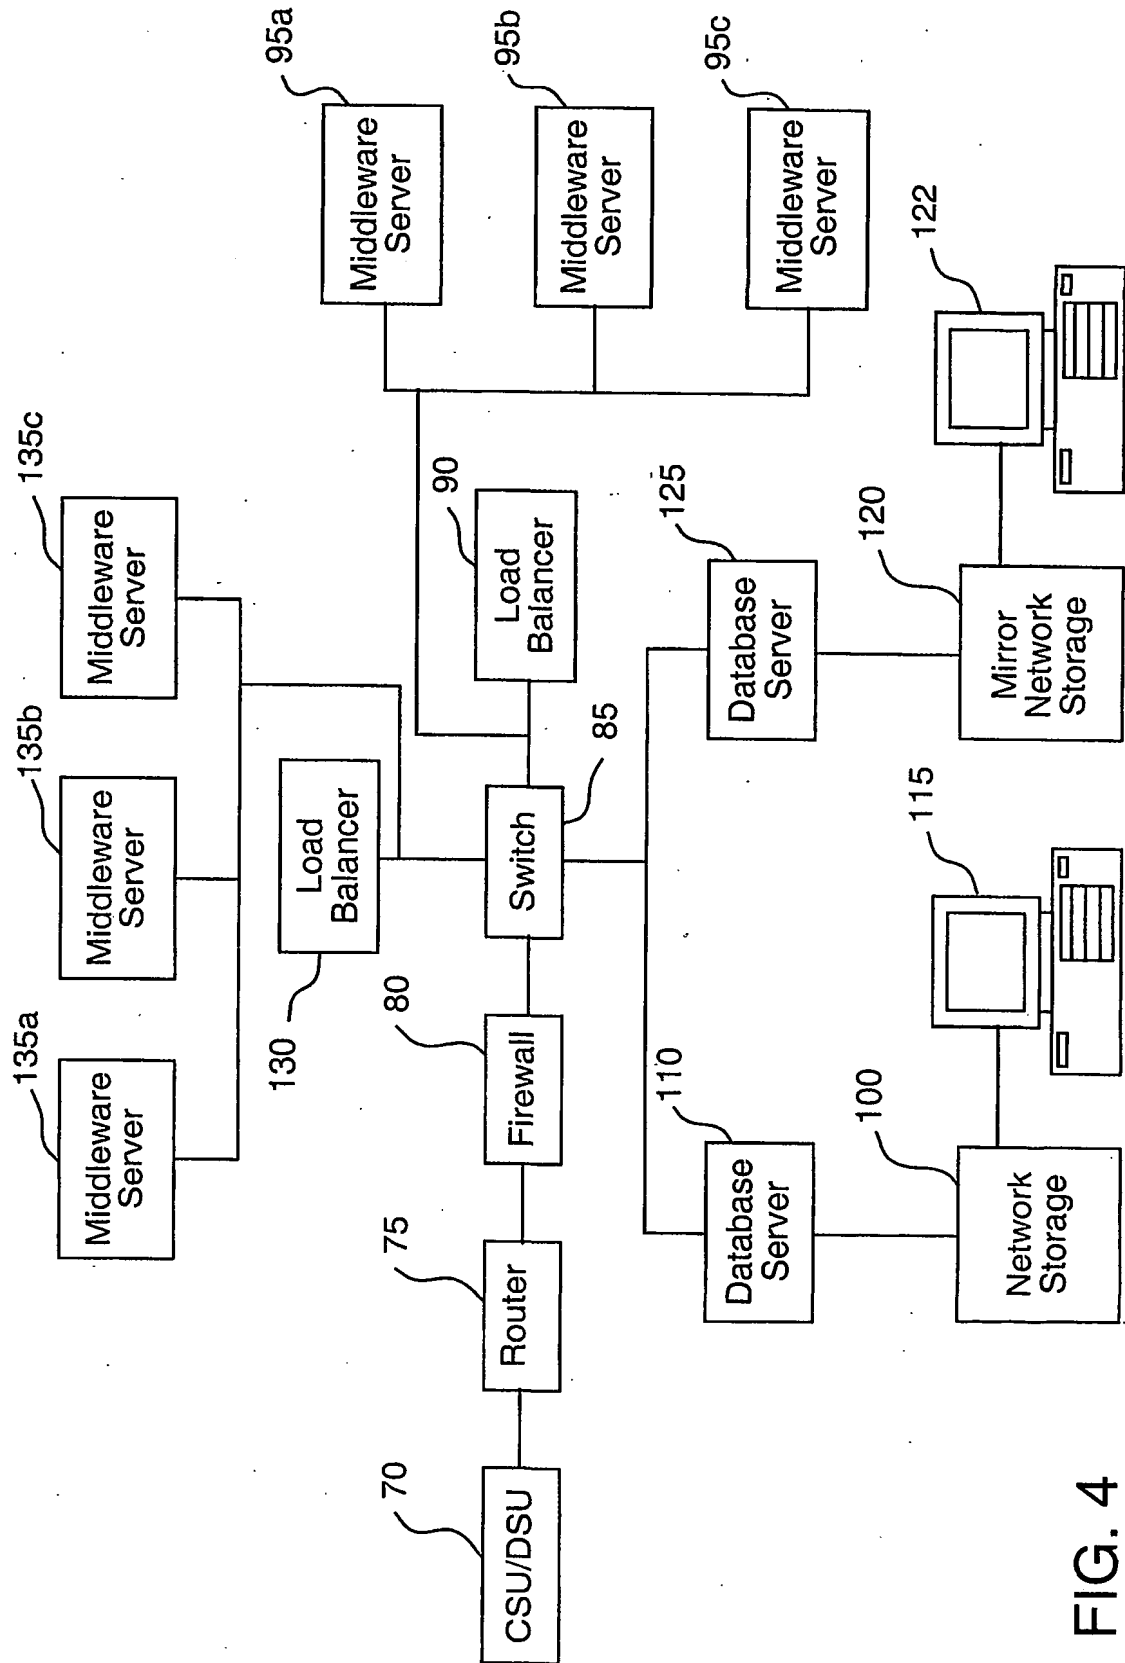 135a
135b
135c
Middleware
Server
Middleware
Server
Middleware
Server
95a
Middleware
Server
130
Load
Balancer
90
Load
Balancer
95b
Middleware
Server
70
CSU/DSU
75
Router
80
Firewall
Switch
85
95c
Middleware
Server
110
Database
Server
125
Database
Server
100
Network
Storage
115
120
Mirror
Network
Storage
122
FIG. 4